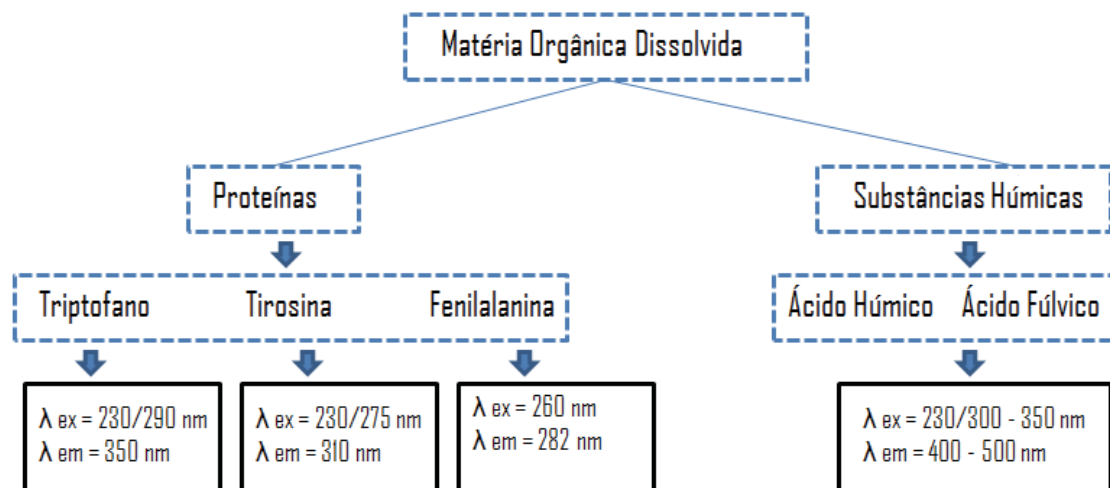 Matéria Orgânica Dissolvida
Proteínas
Substâncias Húmicas
Triptofano Tirosina Fenilalanina
Ácido Húmico Ácido Fúlvico
λ ex = 230/290 nm
λ em = 350 nm
λ ex = 230/275 nm
λ em = 310 nm
λ ex = 260 nm
λ em = 282 nm
λ ex = 230/300 - 350 nm
λ em = 400 - 500 nm